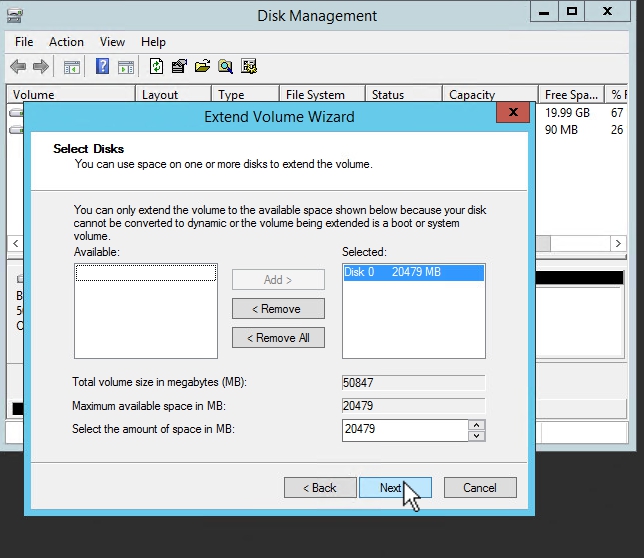 Disk Management
File Action View Help
Volume Layout Type File System Status Capacity Free Spa... % F
19.99 GB 67
90 MB 26
Extend Volume Wizard
Select Disks
You can use space on one or more disks to extend the volume.
You can only extend the volume to the available space shown below because your disk
cannot be converted to dynamic or the volume being extended is a boot or system
volume.
Available: Selected:
Disk 0 20479 MB
Add >
< Remove
< Remove All
Total volume size in megabytes (MB): 50847
Maximum available space in MB: 20479
Select the amount of space in MB: 20479
< Back Next Cancel